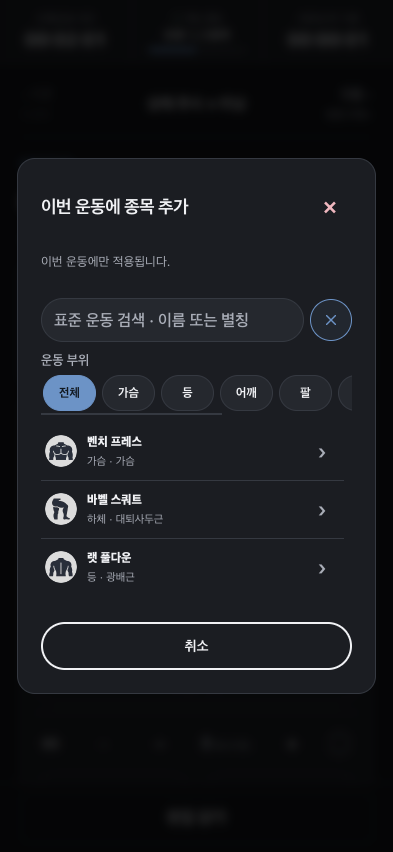 이번 운동에 종목 추가
이번 운동에만 적용됩니다.
표준 운동 검색 · 이름 또는 별칭
운동 부위
전체 가슴 등 어깨 팔
벤치 프레스
가슴 · 가슴
바벨 스쿼트
하체 · 대퇴사두근
랫 풀다운
등 · 광배근
취소